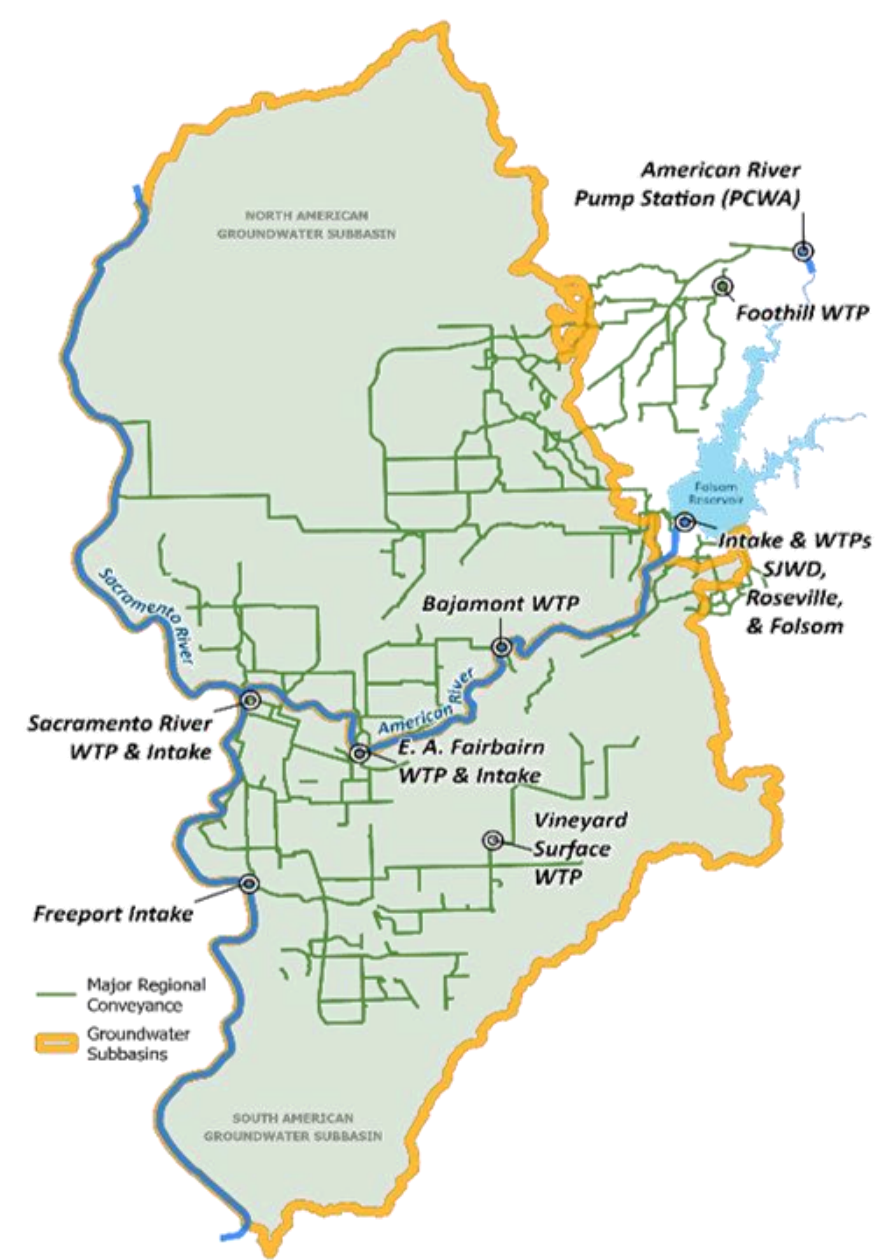 American River
Pump Station (PCWA)
NORTH AMERICAN
GROUNDWATER SUBBASIN
Foothill WTP
Folsom
Reservoir
Intake & WTPs
SJWD,
Roseville,
& Folsom
Sacramento River
Bajamont WTP
American River
Sacramento River
WTP & Intake
E. A. Fairbairn
WTP & Intake
Vineyard
Surface
WTP
Freeport Intake
Major Regional
Conveyance
Groundwater
Subbasins
SOUTH AMERICAN
GROUNDWATER SUBBASIN